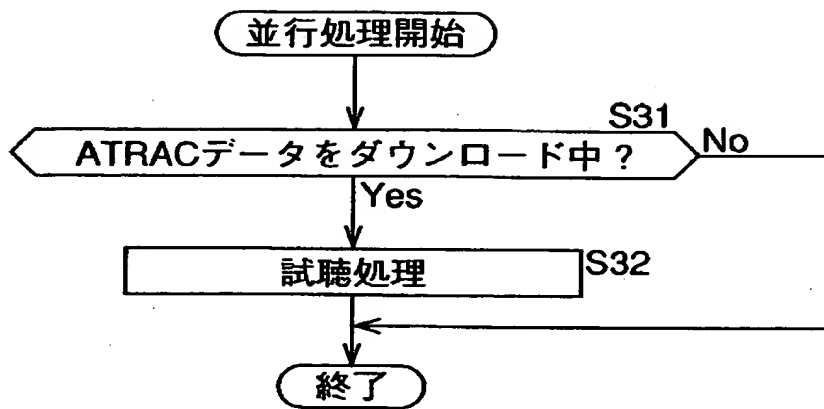 並行処理開始
S31
ATRACデータをダウンロード中？
No
Yes
試聴処理
S32
終了